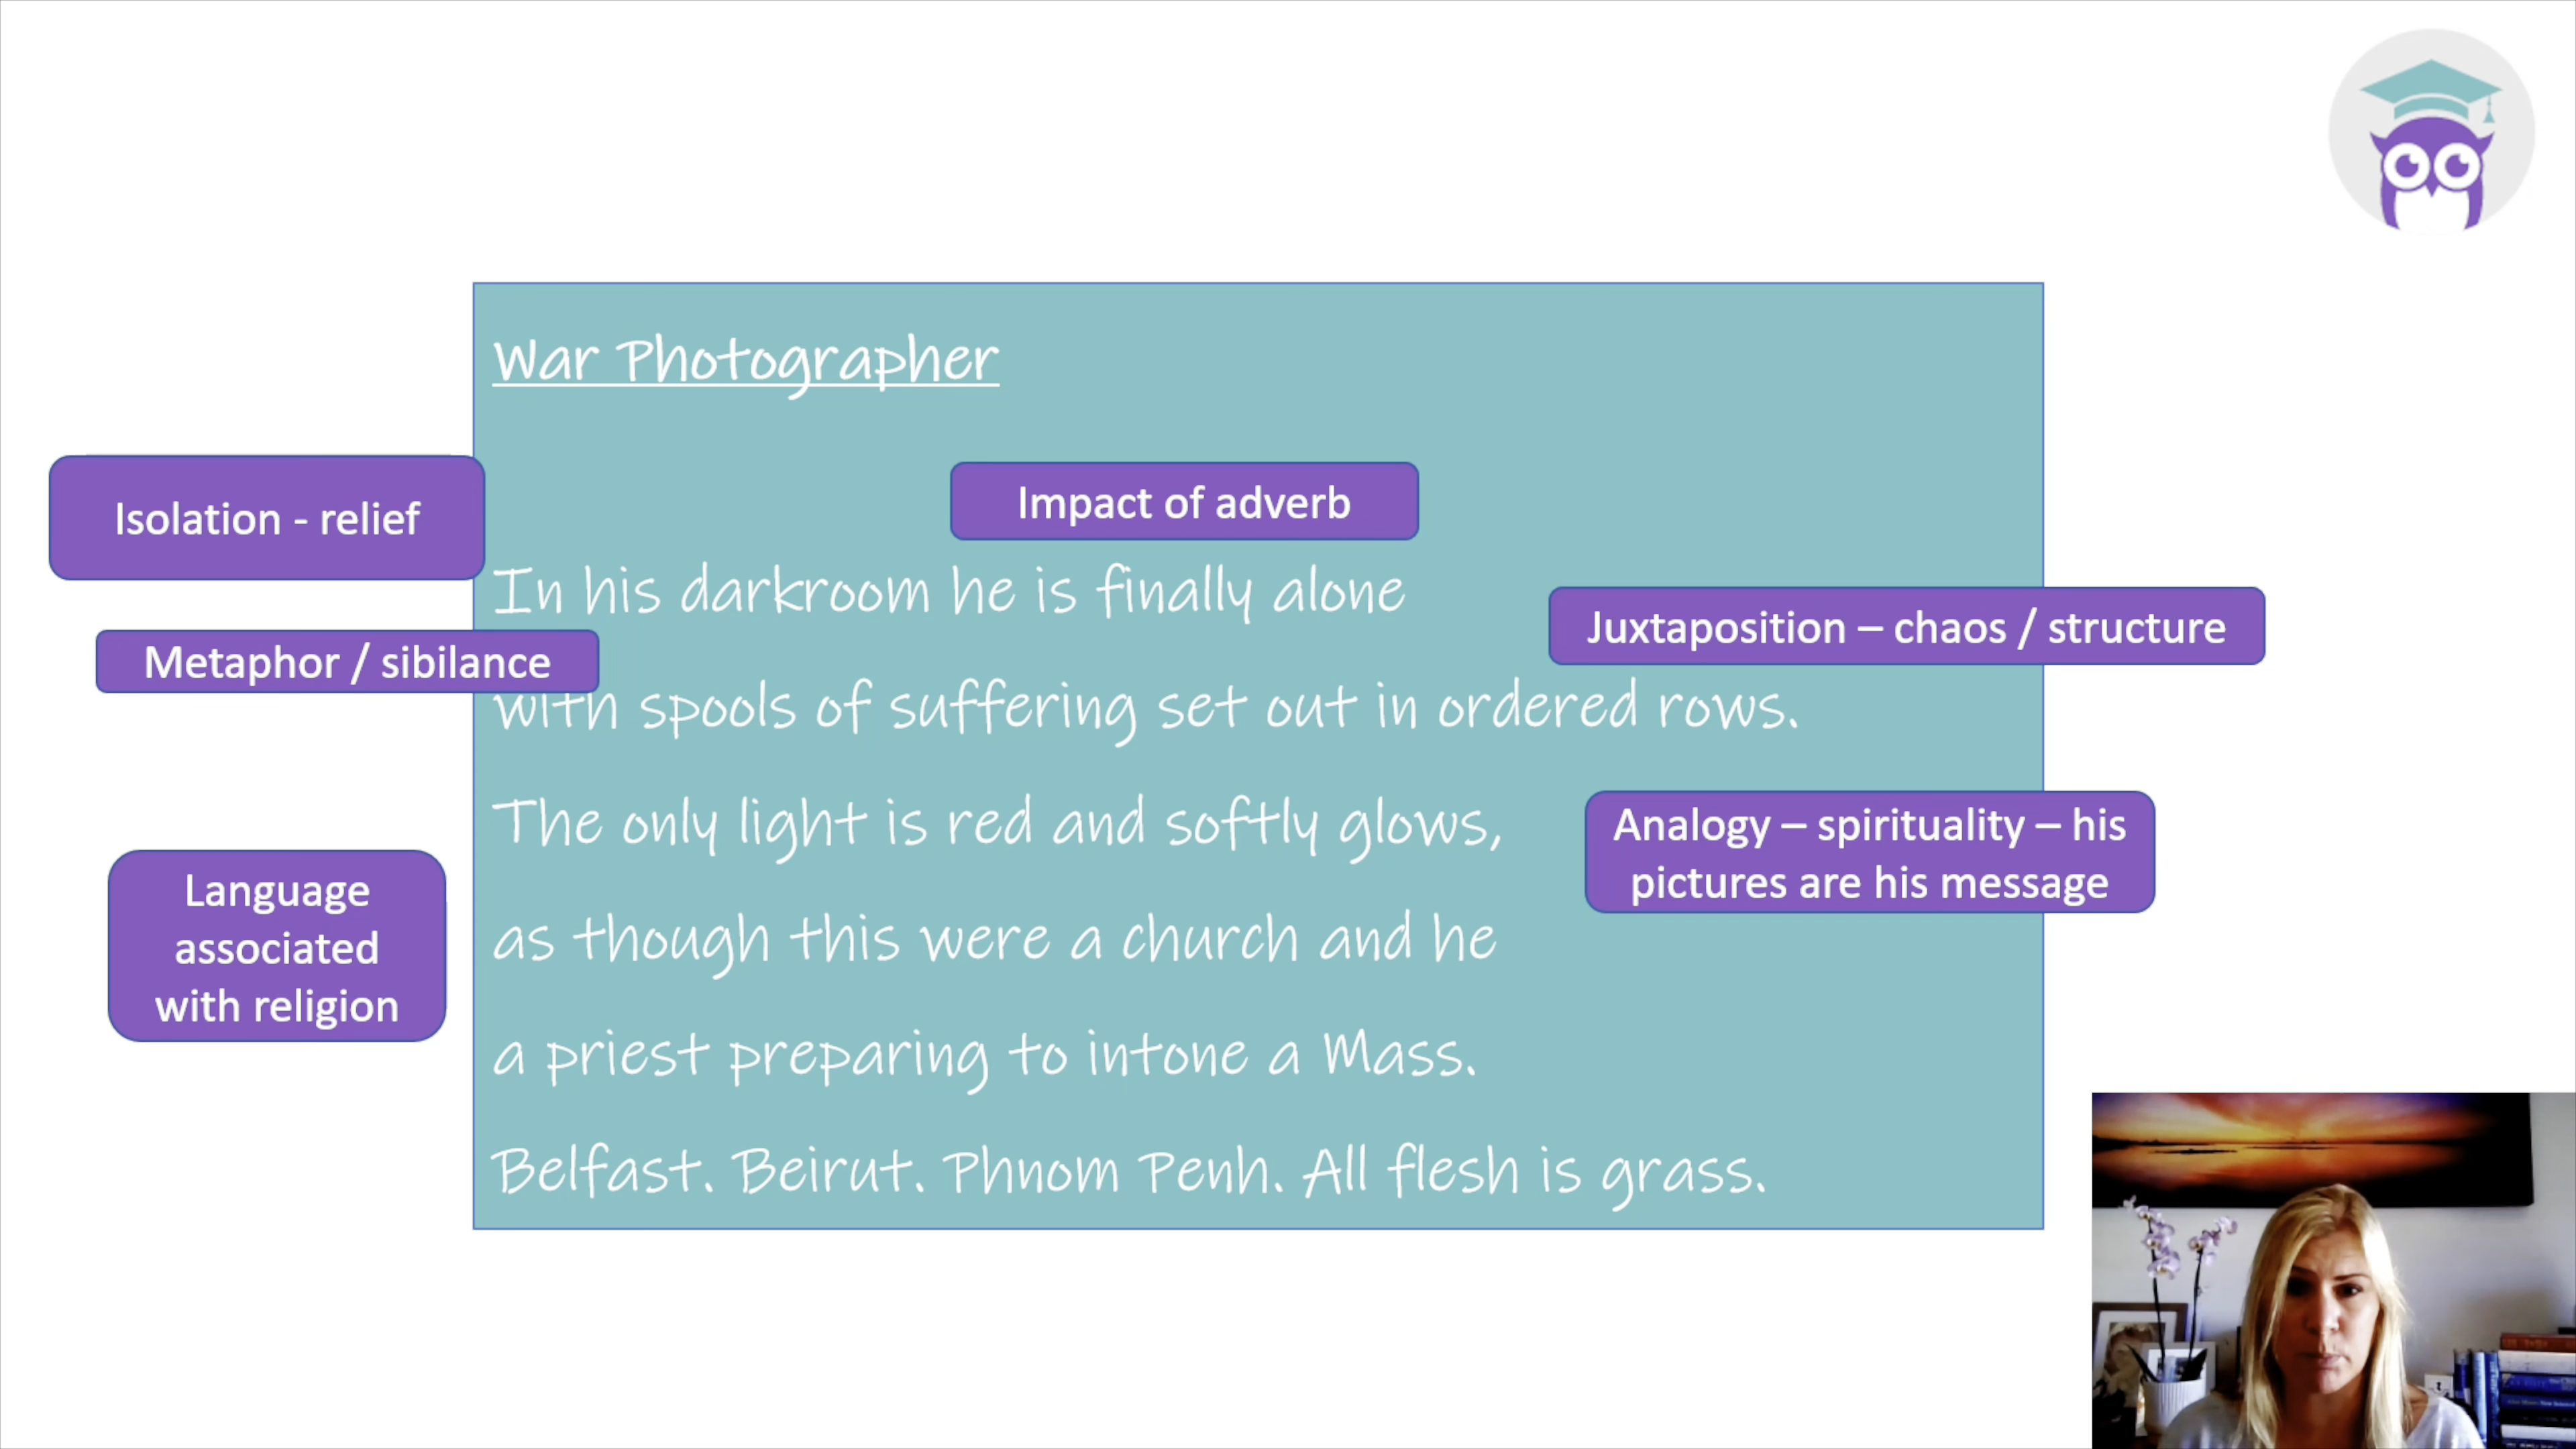 War Photographer
Isolation - relief
Impact of adverb
In his darkroom he is finally alone
Juxtaposition – chaos / structure
Metaphor / sibilance
with spools of suffering set out in ordered rows.
The only light is red and softly glows,
Analogy – spirituality – his
pictures are his message
Language
associated
with religion
as though this were a church and he
a priest preparing to intone a Mass.
Belfast. Beirut. Phnom Penh. All flesh is grass.